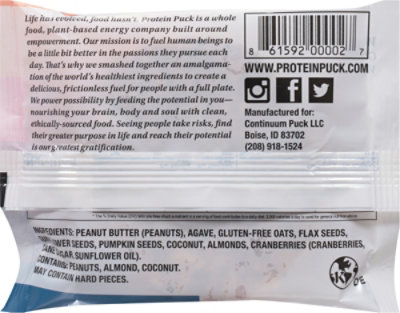 Life has evolved, food hasn't. Protein Puck is a whole
food, plant-based energy company built around
empowerment. Our mission is to fuel human beings to
be a little bit better in the passions they pursue each
day. That's why we smashed together an amalgama-
tion of the world's healthiest ingredients to create a
delicious, frictionless fuel for people with a full plate.
We power possibility by feeding the potential in you—
nourishing your brain, body and soul with clean,
ethically-sourced food. Seeing people take risks, find
their greater purpose in life and reach their potential
is our greatest gratification.
8 61592 00002 7
WWW.PROTEINPUCK.COM
Manufactured for:
Continuum Puck LLC
Boise, ID 83702
(208) 918-1524
INGREDIENTS: PEANUT BUTTER (PEANUTS), AGAVE, GLUTEN-FREE OATS, FLAX SEEDS,
SEEDS, PUMPKIN SEEDS, COCONUT, ALMONDS, CRANBERRIES (CRANBERRIES,
CANE SUGAR, SUNFLOWER OIL).
CONTAINS: PEANUTS, ALMOND, COCONUT.
MAY CONTAIN HARD PIECES.